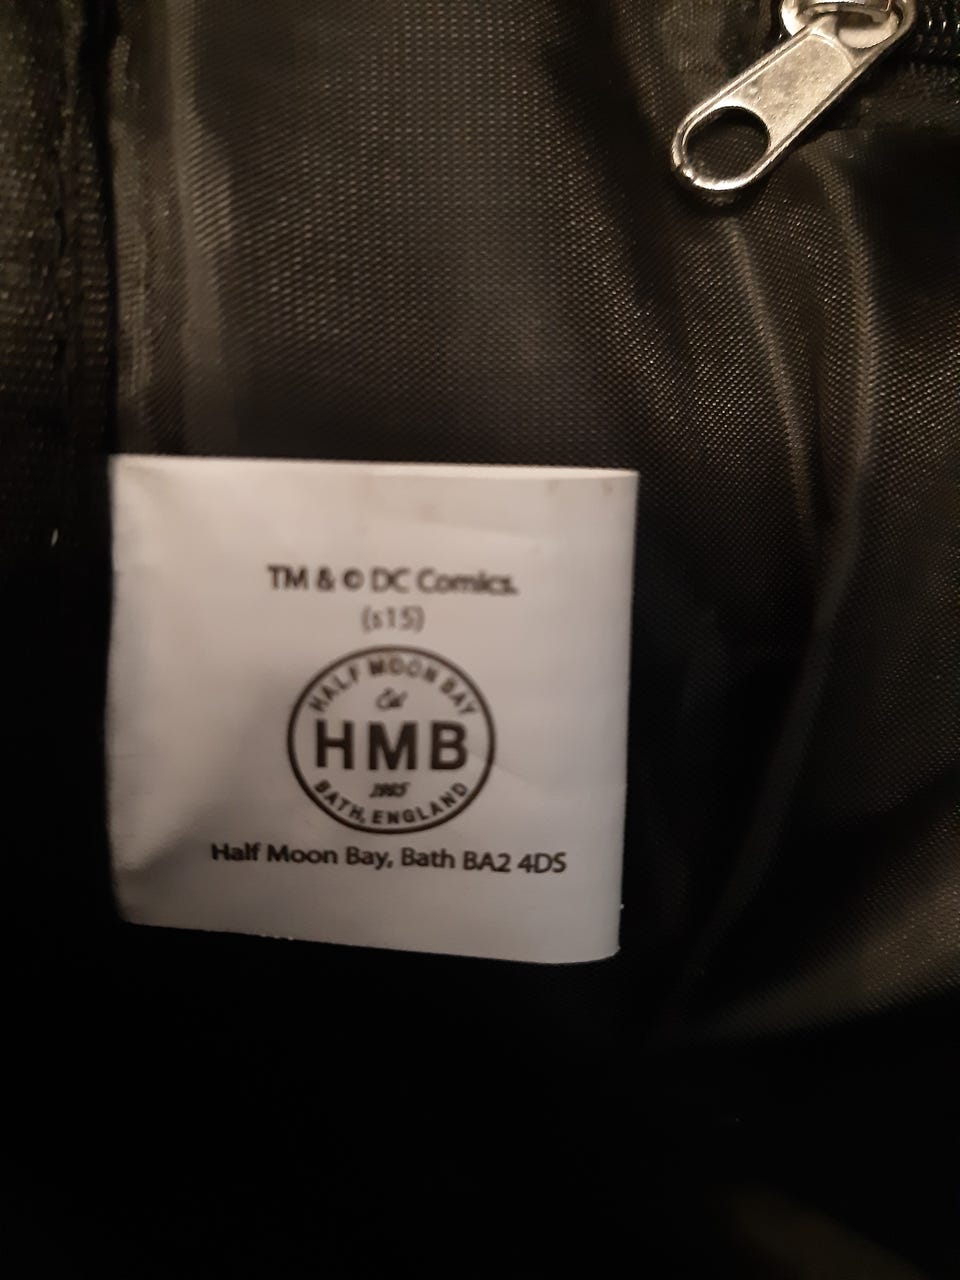 TM & © DC Comics.
(s15)
HALF MOON BAY
Est
HMB
1985
BATH, ENGLAND
Half Moon Bay, Bath BA2 4DS